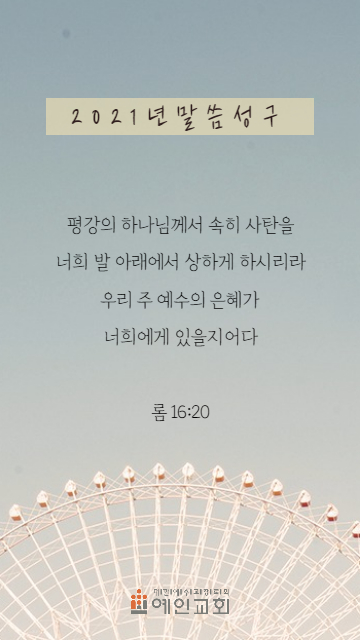 2021년말씀성구
평강의 하나님께서 속히 사탄을
너희 발 아래에서 상하게 하시리라
우리 주 예수의 은혜가
너희에게 있을지어다
롬 16:20
예인교회